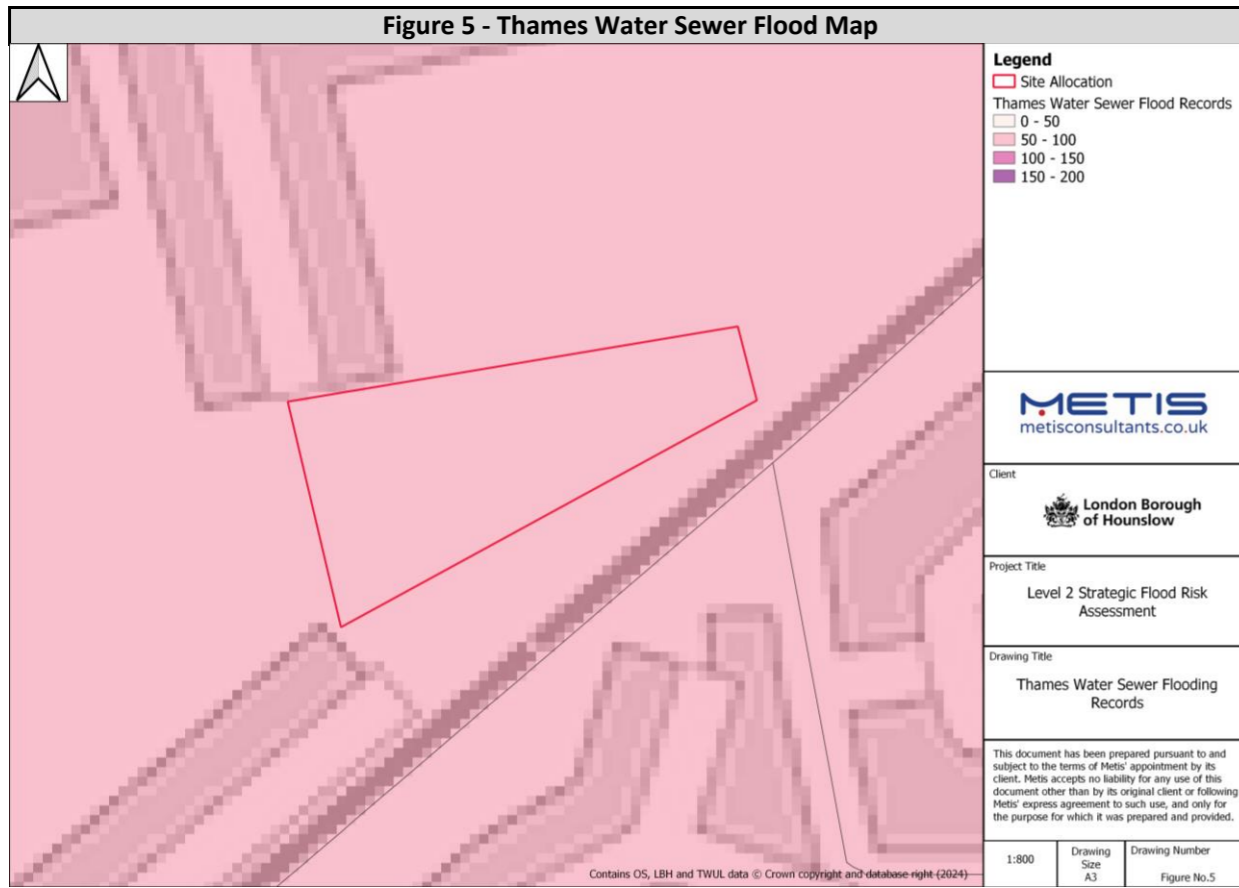 Figure 5 - Thames Water Sewer Flood Map
Legend
Site Allocation
Thames Water Sewer Flood Records
0 - 50
50 - 100
100 - 150
150 - 200
METIS
metisconsultants.co.uk
Client
London Borough
of Hounslow
Project Title
Level 2 Strategic Flood Risk
Assessment
Drawing Title
Thames Water Sewer Flooding
Records
This document has been prepared pursuant to and
subject to the terms of Metis' appointment by its
client. Metis accepts no liability for any use of this
document other than by its original client or following
Metis' express agreement to such use, and only for
the purpose for which it was prepared and provided.
1:800
Drawing
Size
A3
Drawing Number
Figure No.5
Contains OS, LBH and TWUL data © Crown copyright and database right (2024)